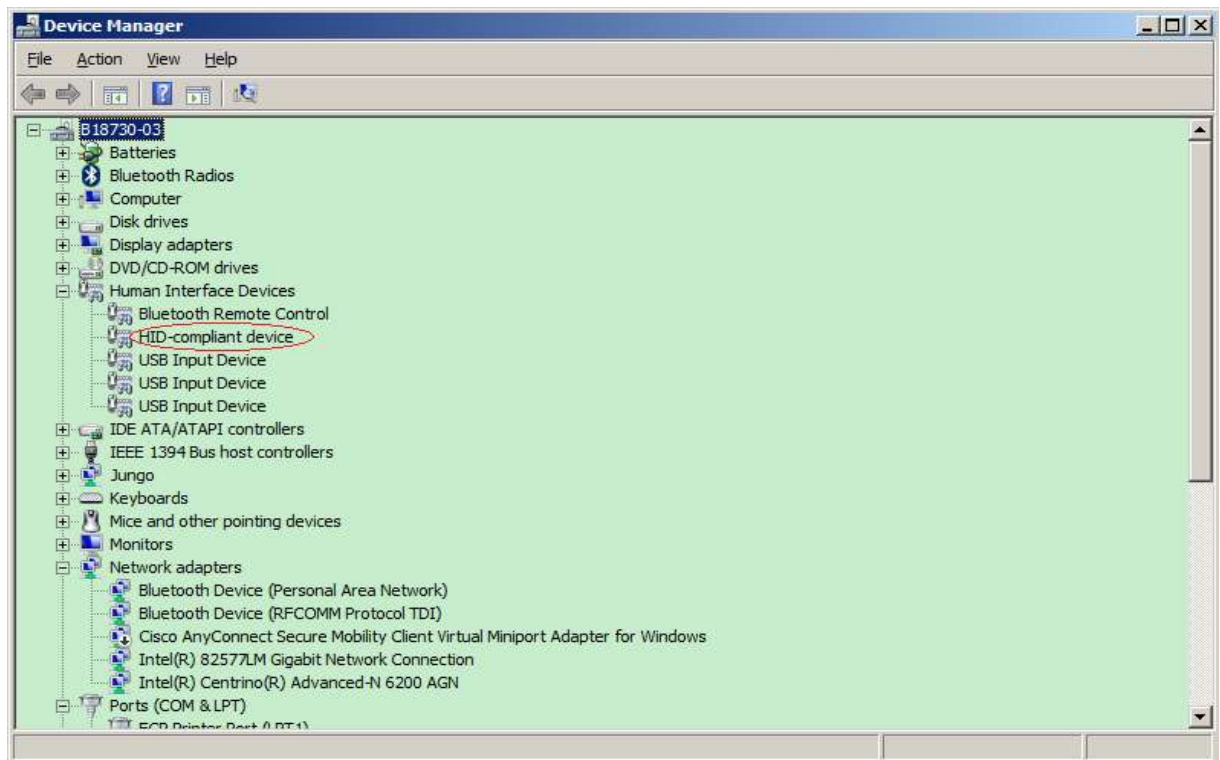 Device Manager
File Action View Help
B18730-03
Batteries
Bluetooth Radios
Computer
Disk drives
Display adapters
DVD/CD-ROM drives
Human Interface Devices
Bluetooth Remote Control
HID-compliant device
USB Input Device
USB Input Device
USB Input Device
IDE ATA/ATAPI controllers
IEEE 1394 Bus host controllers
Jungo
Keyboards
Mice and other pointing devices
Monitors
Network adapters
Bluetooth Device (Personal Area Network)
Bluetooth Device (RFCOMM Protocol TDI)
Cisco AnyConnect Secure Mobility Client Virtual Miniport Adapter for Windows
Intel(R) 82577LM Gigabit Network Connection
Intel(R) Centrino(R) Advanced-N 6200 AGN
Ports (COM & LPT)
ECP Printer Port (LPT1)